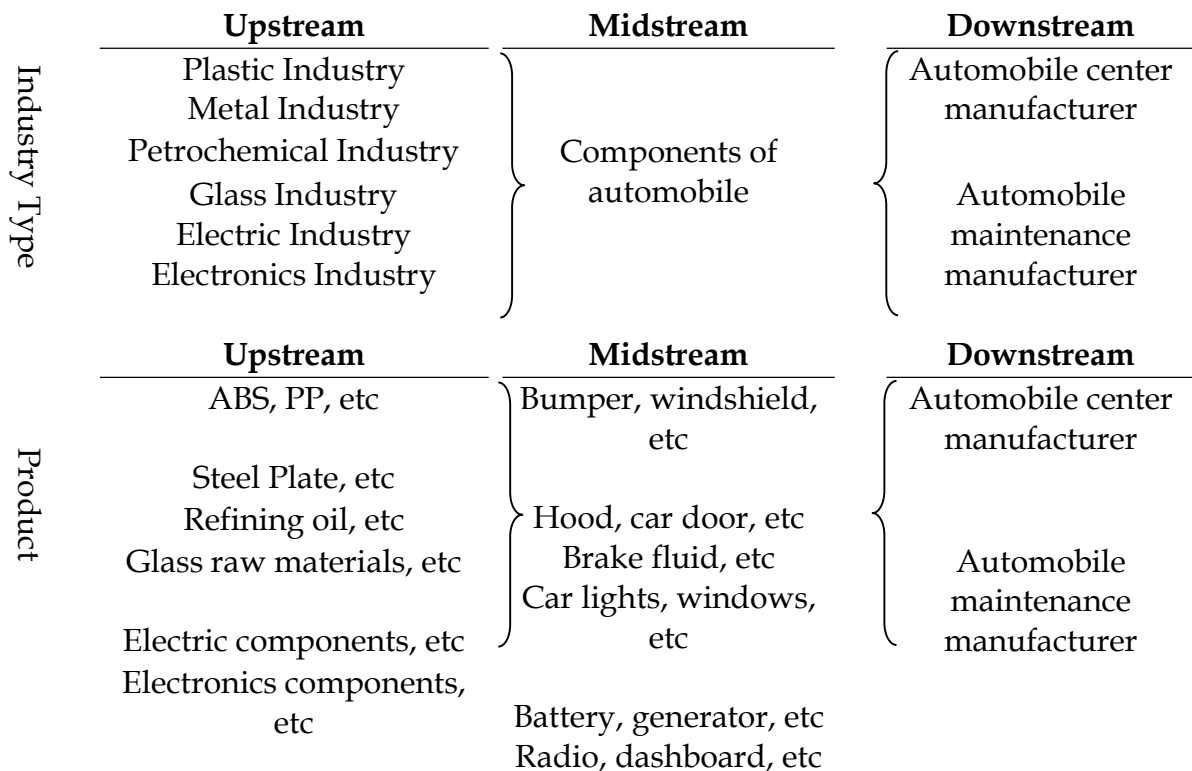 Upstream
Midstream
Downstream
Industry Type
Plastic Industry
Metal Industry
Petrochemical Industry
Glass Industry
Electric Industry
Electronics Industry
Components of
automobile
Automobile center
manufacturer
Automobile
maintenance
manufacturer
Upstream
Midstream
Downstream
Product
ABS, PP, etc
Steel Plate, etc
Refining oil, etc
Glass raw materials, etc
Electric components, etc
Electronics components,
etc
Bumper, windshield,
etc
Hood, car door, etc
Brake fluid, etc
Car lights, windows,
etc
Battery, generator, etc
Radio, dashboard, etc
Automobile center
manufacturer
Automobile
maintenance
manufacturer